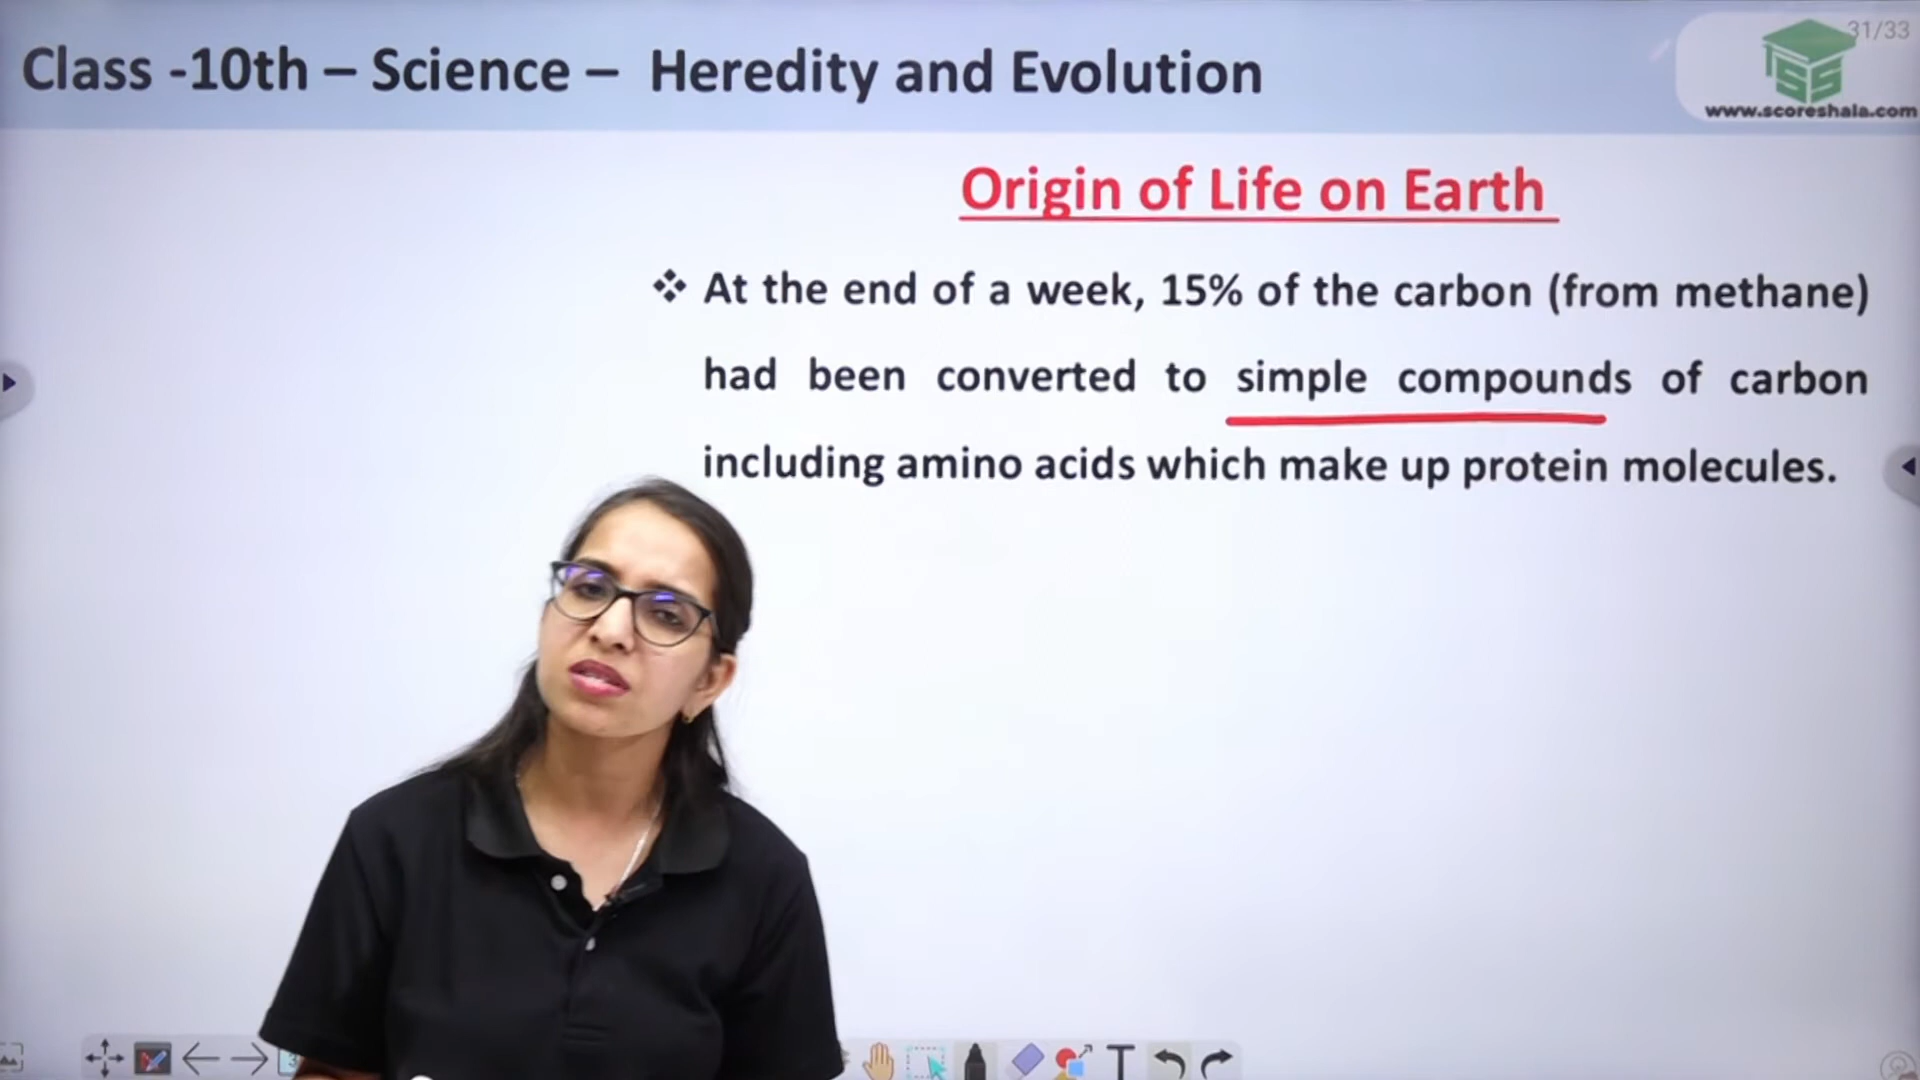 Class -10th – Science – Heredity and Evolution
31/33
SS
www.scoreshala.com
Origin of Life on Earth
❖ At the end of a week, 15% of the carbon (from methane)
had been converted to simple compounds of carbon
including amino acids which make up protein molecules.
T